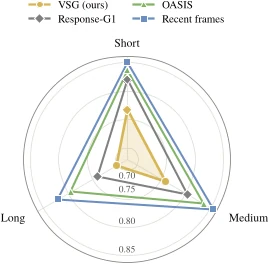 VSG (ours) OASIS
Response-G1 Recent frames
Short
0.70
0.75
Long Medium
0.80
0.85